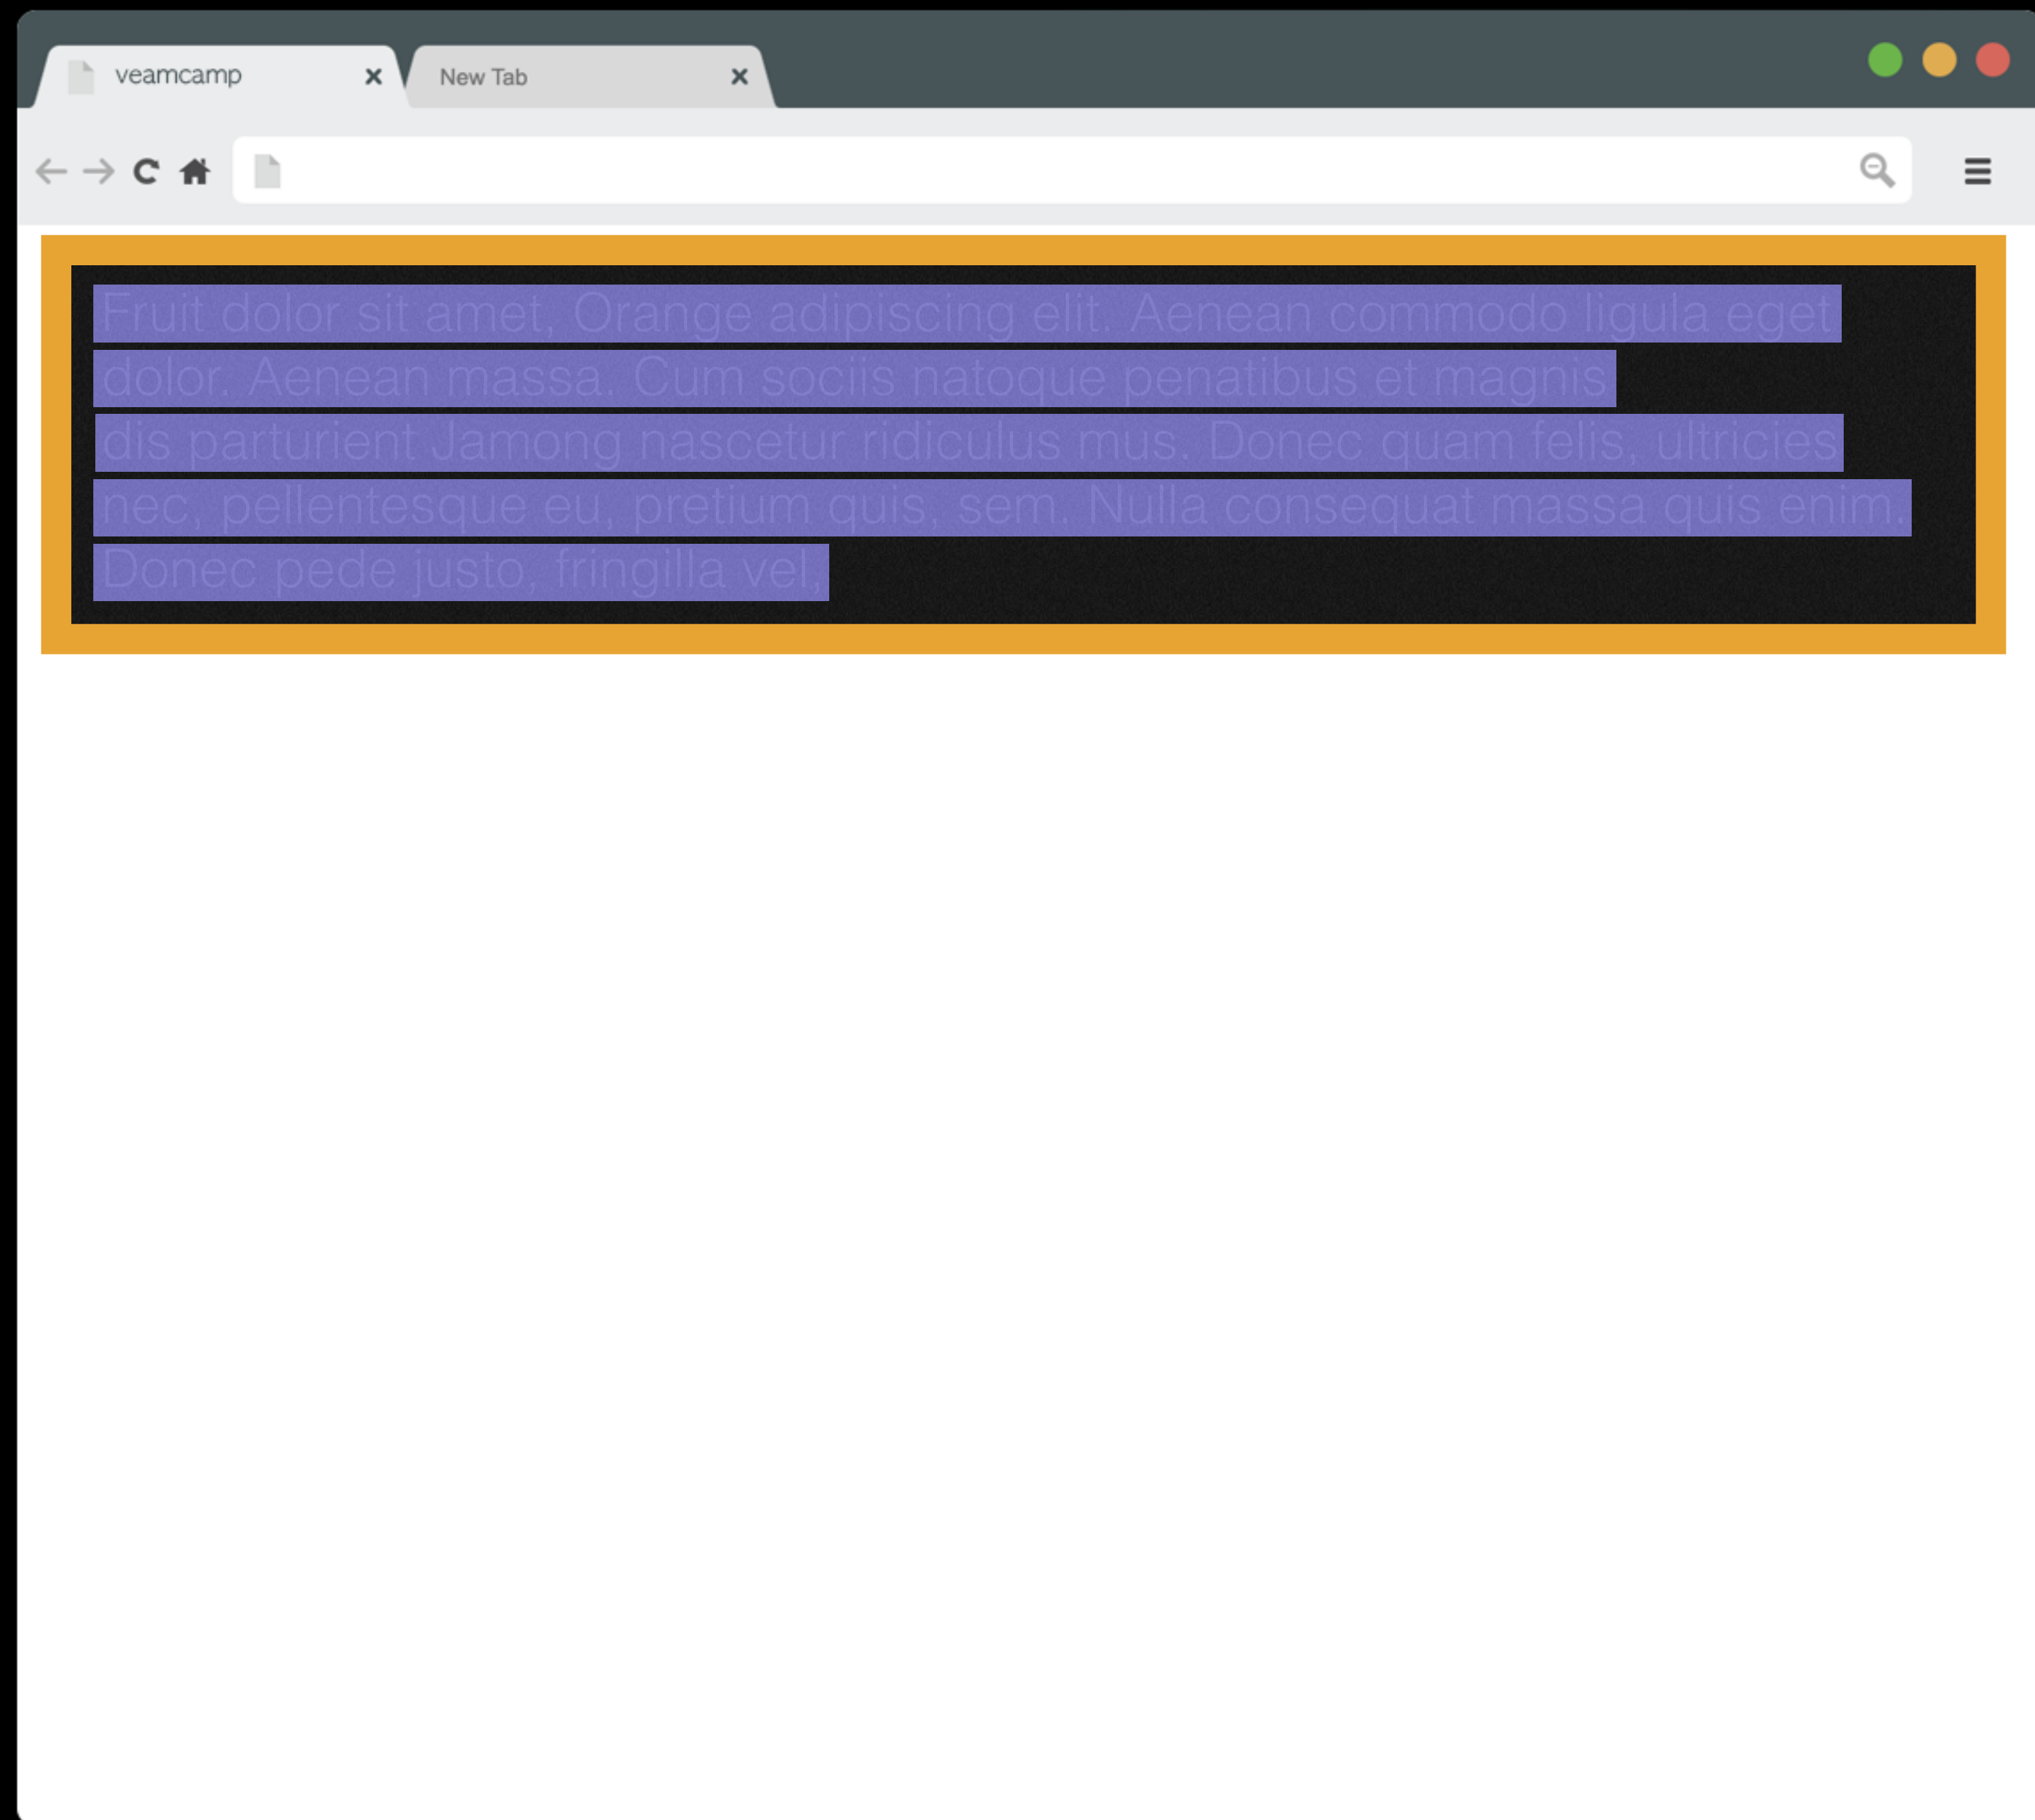 veamcamp
New Tab
Fruit dolor sit amet, Orange adipiscing elit. Aenean commodo ligula eget
dolor. Aenean massa. Cum sociis natoque penatibus et magnis
dis parturient Jamong nascetur ridiculus mus. Donec quam felis, ultricies
nec, pellentesque eu, pretium quis, sem. Nulla consequat massa quis enim.
Donec pede justo, fringilla vel,